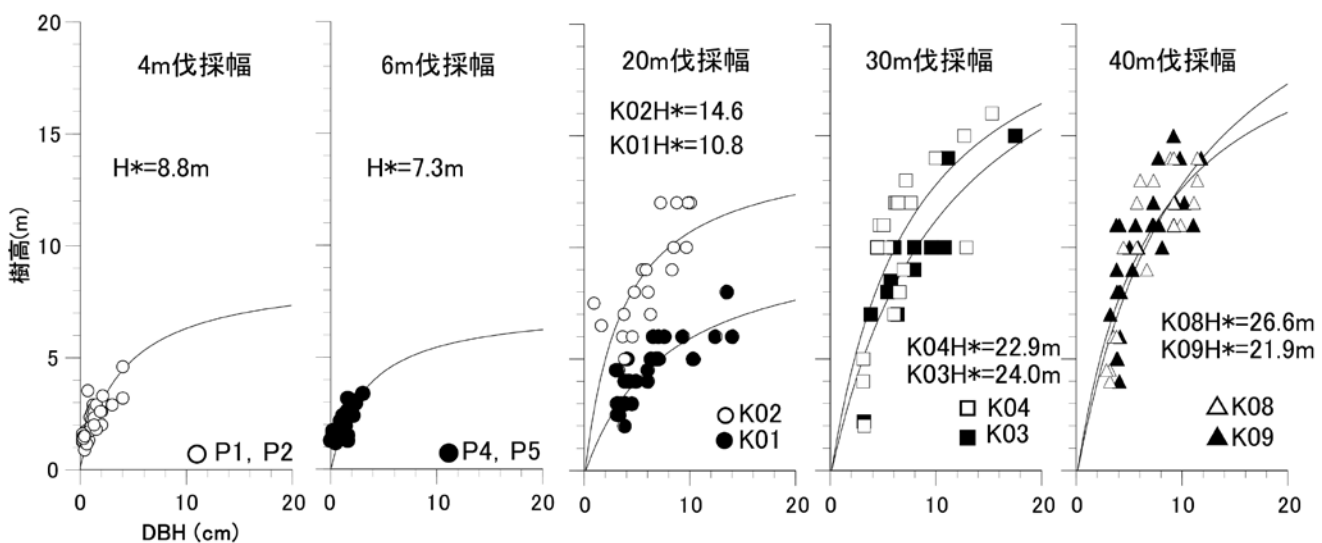 20
15
10
5
0
樹高(m)
4m伐採幅
H*=8.8m
P1, P2
0 10 20
DBH (cm)
6m伐採幅
H*=7.3m
P4, P5
0 10 20
20m伐採幅
K02H*=14.6
K01H*=10.8
K02
K01
0 10 20
30m伐採幅
K04H*=22.9m
K03H*=24.0m
K04
K03
0 10 20
40m伐採幅
K08H*=26.6m
K09H*=21.9m
K08
K09
0 10 20